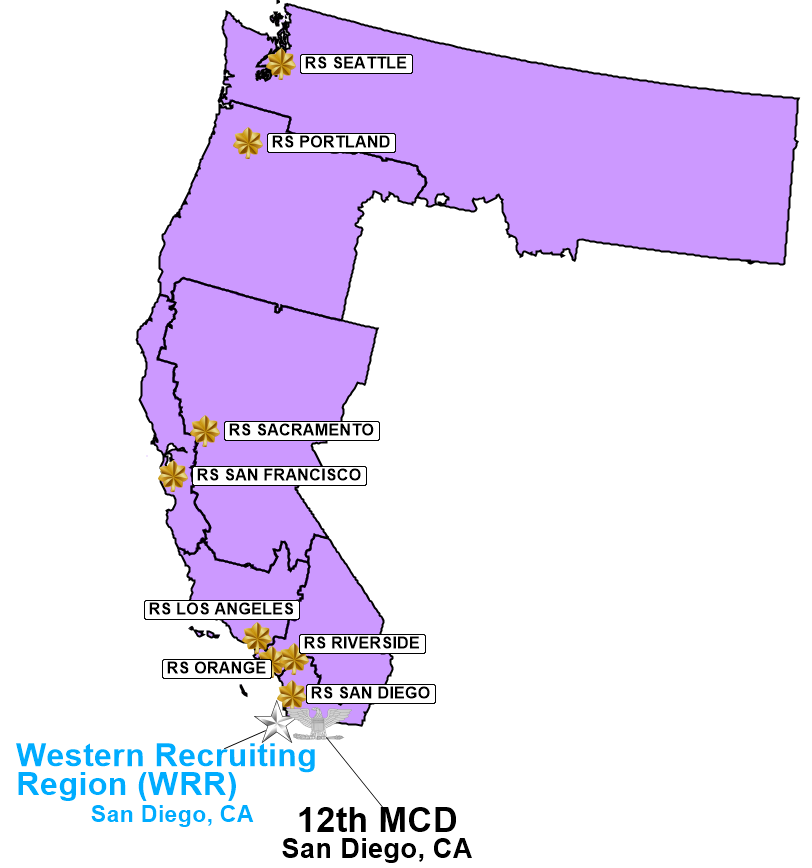 RS SEATTLE
RS PORTLAND
RS SACRAMENTO
RS SAN FRANCISCO
RS LOS ANGELES
RS RIVERSIDE
RS ORANGE
RS SAN DIEGO
Western Recruiting
Region (WRR)
San Diego, CA
12th MCD
San Diego, CA